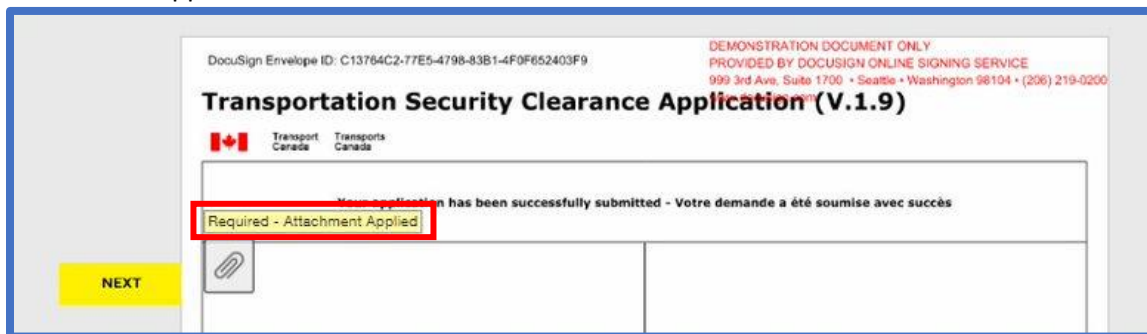 DocuSign Envelope ID: C13764C2-77E5-4798-83B1-4F0F652403F9
DEMONSTRATION DOCUMENT ONLY
PROVIDED BY DOCUSIGN ONLINE SIGNING SERVICE
999 3rd Ave, Suite 1700 • Seattle • Washington 98104 • (206) 219-0200
Transportation Security Clearance Application (V.1.9)
Transport Transports
Canada Canada
application has been successfully submitted - Votre demande a été soumise avec succès
Required - Attachment Applied
NEXT